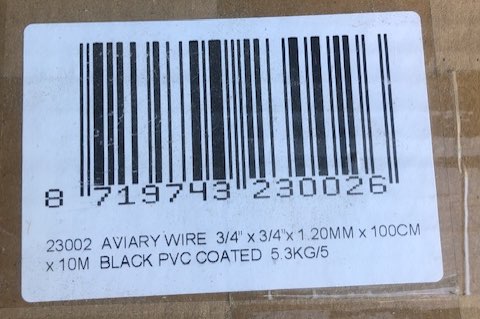 8 719743 230026
23002 AVIARY WIRE 3/4" x 3/4"x 1.20MM x 100CM
x 10M BLACK PVC COATED 5.3KG/5